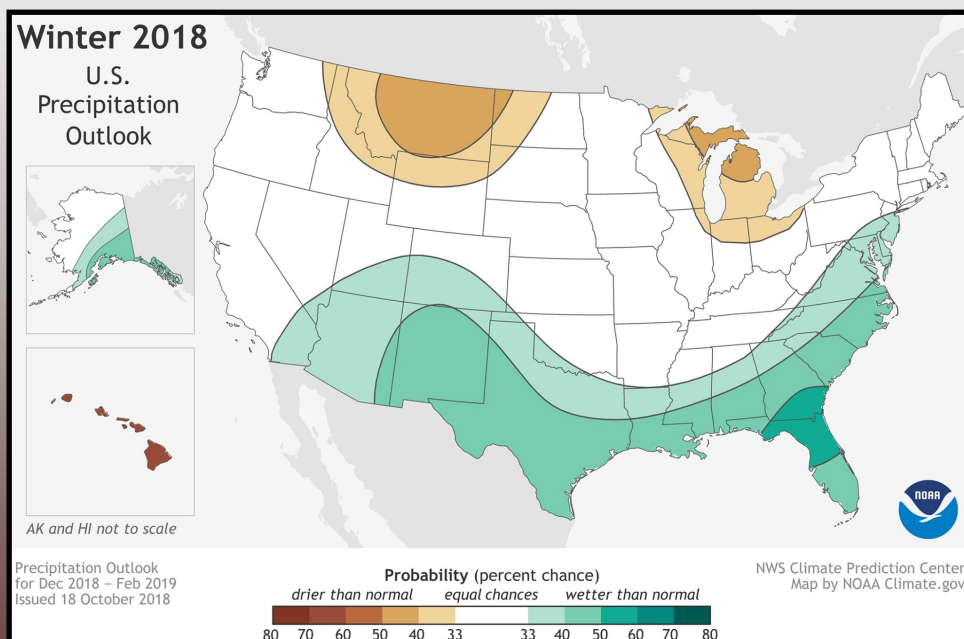 Winter 2018
U.S.
Precipitation
Outlook
AK and HI not to scale
NOAA
Precipitation Outlook
for Dec 2018 – Feb 2019
Issued 18 October 2018
Probability (percent chance)
drier than normal equal chances wetter than normal
80 70 60 50 40 33 33 40 50 60 70 80
NWS Climate Prediction Center
Map by NOAA Climate.gov